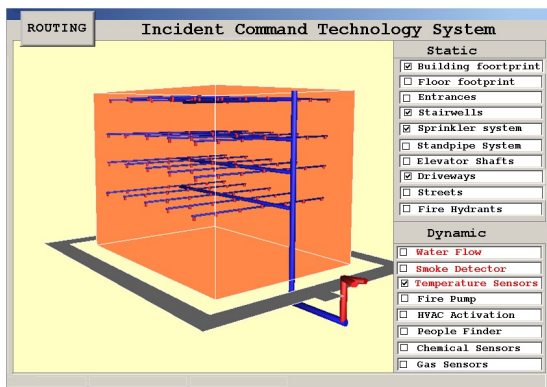 ROUTING
Incident Command Technology System
Static
Building foortprint
Floor footprint
Entrances
Stairwells
Sprinkler system
Standpipe System
Elevator Shafts
Driveways
Streets
Fire Hydrants
Dynamic
Water Flow
Smoke Detector
Temperature Sensors
Fire Pump
HVAC Activation
People Finder
Chemical Sensors
Gas Sensors